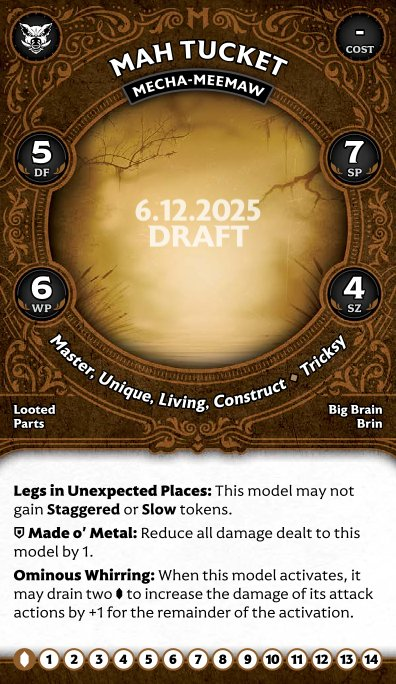 -
COST
MAH TUCKET
MECHA-MEEMAW
5
DF
7
SP
6.12.2025
DRAFT
6
WP
4
SZ
Master, Unique, Living, Construct ♦ Tricksy
Looted
Parts
Big Brain
Brin
Legs in Unexpected Places: This model may not
gain Staggered or Slow tokens.
Made o' Metal: Reduce all damage dealt to this
model by 1.
Ominous Whirring: When this model activates, it
may drain two to increase the damage of its attack
actions by +1 for the remainder of the activation.
1 2 3 4 5 6 7 8 9 10 11 12 13 14